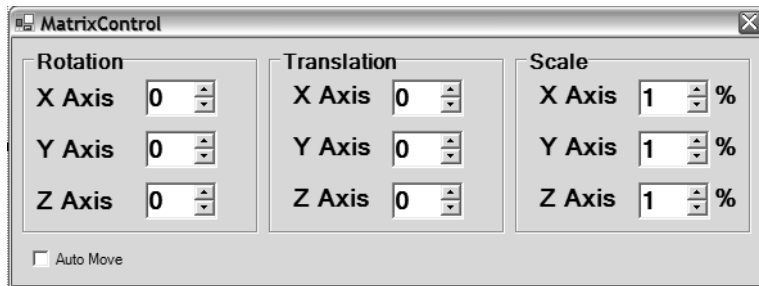 MatrixControl
Rotation Translation Scale
X Axis 0 X Axis 0 X Axis 1 %
Y Axis 0 Y Axis 0 Y Axis 1 %
Z Axis 0 Z Axis 0 Z Axis 1 %
Auto Move